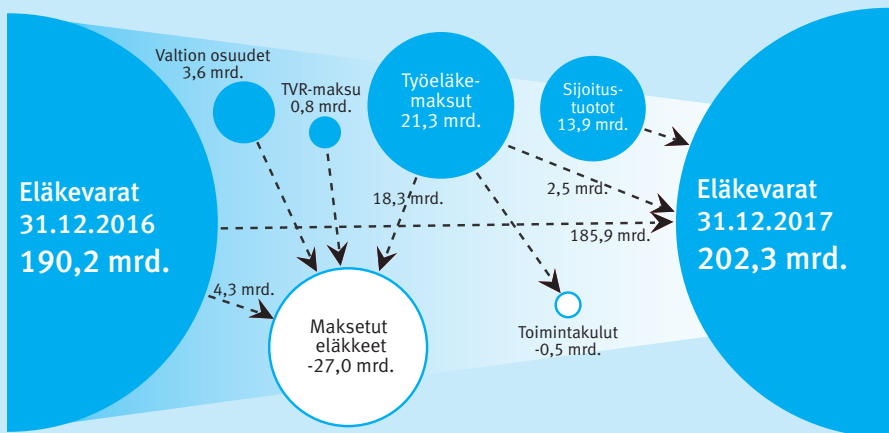 Eläkevarat
31.12.2016
190,2 mrd.
Valtion osuudet
3,6 mrd.
TVR-maksu
0,8 mrd.
Työeläke-
maksut
21,3 mrd.
Sijoitus-
tuotot
13,9 mrd.
18,3 mrd.
2,5 mrd.
185,9 mrd.
4,3 mrd.
Maksetut
eläkkeet
-27,0 mrd.
Toimintakulut
-0,5 mrd.
Eläkevarat
31.12.2017
202,3 mrd.